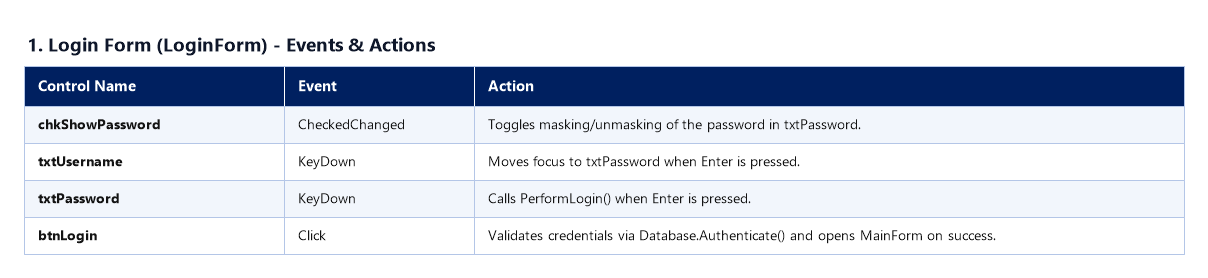 1. Login Form (LoginForm) - Events & Actions
Control Name Event Action
chkShowPassword CheckedChanged Toggles masking/unmasking of the password in txtPassword.
txtUsername KeyDown Moves focus to txtPassword when Enter is pressed.
txtPassword KeyDown Calls PerformLogin() when Enter is pressed.
btnLogin Click Validates credentials via Database.Authenticate() and opens MainForm on success.